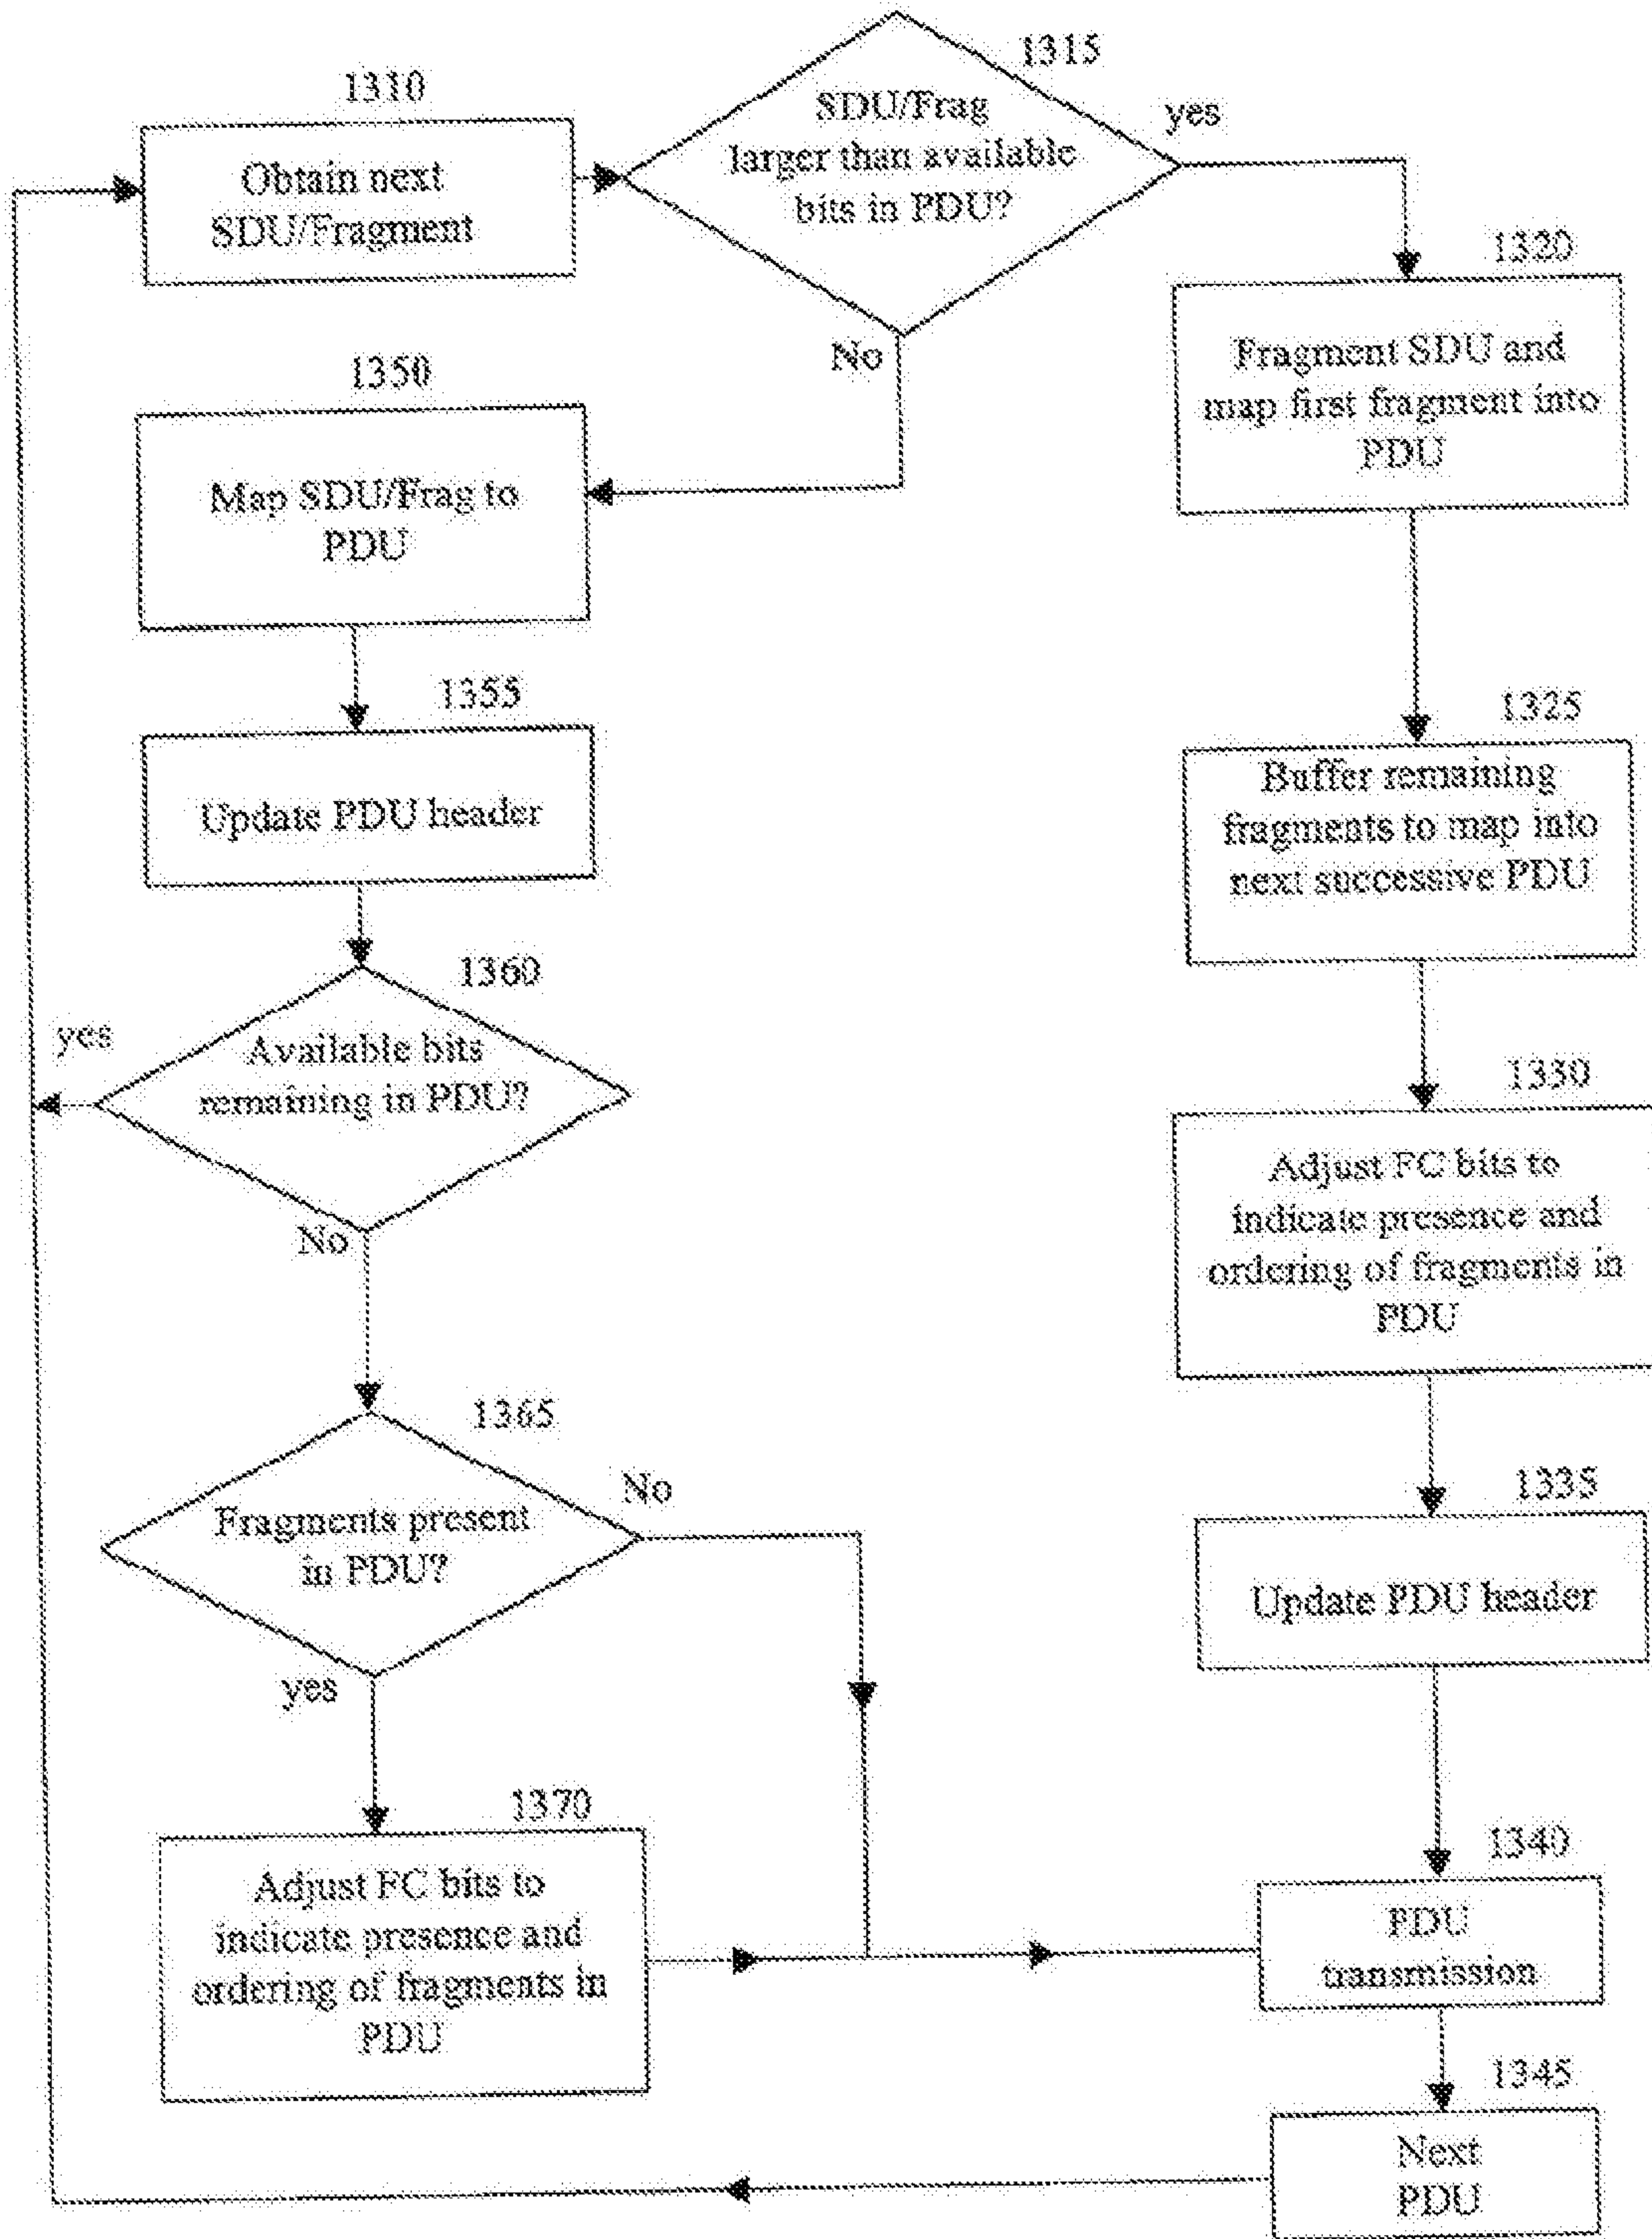 1310
Obtain next
SDU/Fragment
1315
SDU/Frag
larger than available
bits in PDU?
yes
No
1320
Fragment SDU and
map first fragment into
PDU
1350
Map SDU/Frag to
PDU
1325
Buffer remaining
fragments to map into
next successive PDU
1355
Update PDU header
1330
Adjust FC bits to
indicate presence and
ordering of fragments in
PDU
1360
Available bits
remaining in PDU?
yes
No
1335
Update PDU header
1365
Fragments present
in PDU?
No
yes
1370
Adjust FC bits to
indicate presence and
ordering of fragments in
PDU
1340
PDU
transmission
1345
Next
PDU